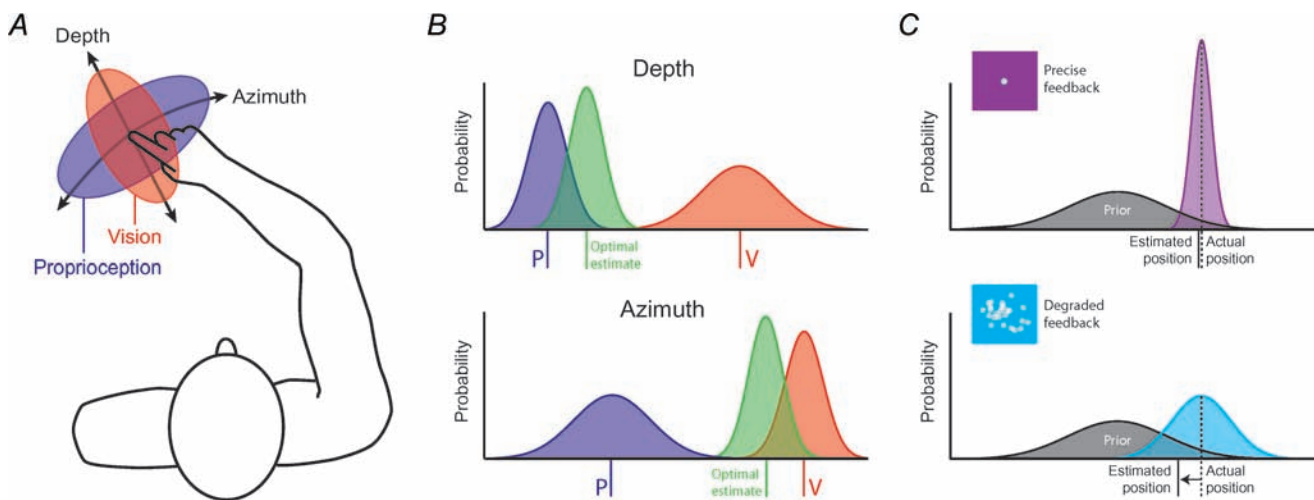 A
Depth
Azimuth
Vision
Proprioception
B
Depth
Probability
P
Optimal
estimate
V
Azimuth
Probability
P
Optimal
estimate
V
C
Precise
feedback
Probability
Prior
Estimated
position
Actual
position
Degraded
feedback
Probability
Prior
Estimated
position
Actual
position